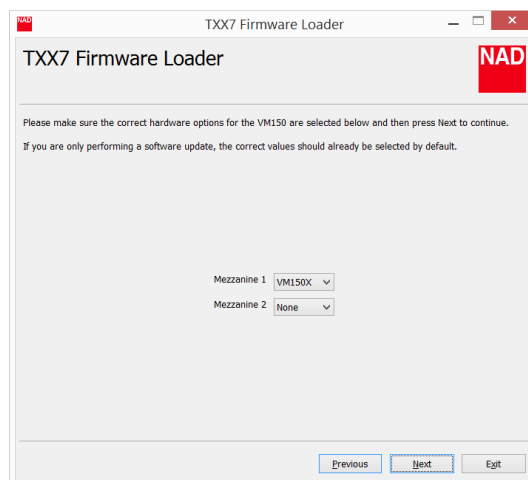 NAD
TXX7 Firmware Loader
TXX7 Firmware Loader
NAD
Please make sure the correct hardware options for the VM150 are selected below and then press Next to continue.
If you are only performing a software update, the correct values should already be selected by default.
Mezzanine 1 VM150X
Mezzanine 2 None
Previous Next Exit